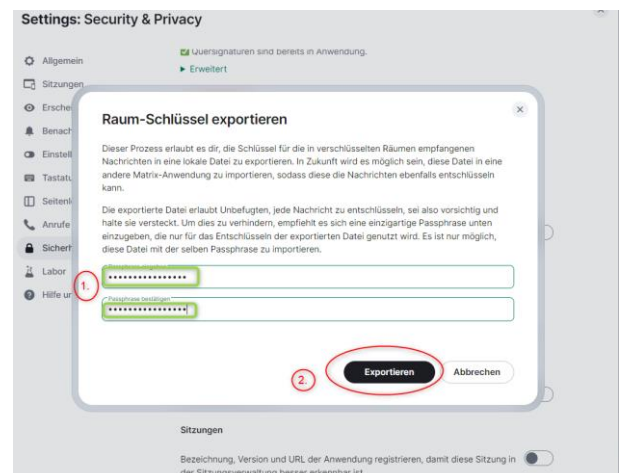 Settings: Security & Privacy
Quersignaturen sind bereits in Anwendung.
Erweitert
Allgemein
Sitzungen
Ersche
Benach
Einstell
Tastatu
Seitenl
Anrufe
Sicherh
Labor
Hilfe un
Raum-Schlüssel exportieren
Dieser Prozess erlaubt es dir, die Schlüssel für die in verschlüsselten Räumen empfangenen
Nachrichten in eine lokale Datei zu exportieren. In Zukunft wird es möglich sein, diese Datei in eine
andere Matrix-Anwendung zu importieren, sodass diese die Nachrichten ebenfalls entschlüsseln
kann.
Die exportierte Datei erlaubt Unbefugten, jede Nachricht zu entschlüsseln, sei also vorsichtig und
halte sie versteckt. Um dies zu verhindern, empfiehlt es sich eine einzigartige Passphrase unten
einzugeben, die nur für das Entschlüsseln der exportierten Datei genutzt wird. Es ist nur möglich,
diese Datei mit der selben Passphrase zu importieren.
1.
Passphrase bestätigen
2.
Exportieren
Abbrechen
Sitzungen
Bezeichnung, Version und URL der Anwendung registrieren, damit diese Sitzung in
der Sitzungsverwaltung besser erkennbar ist